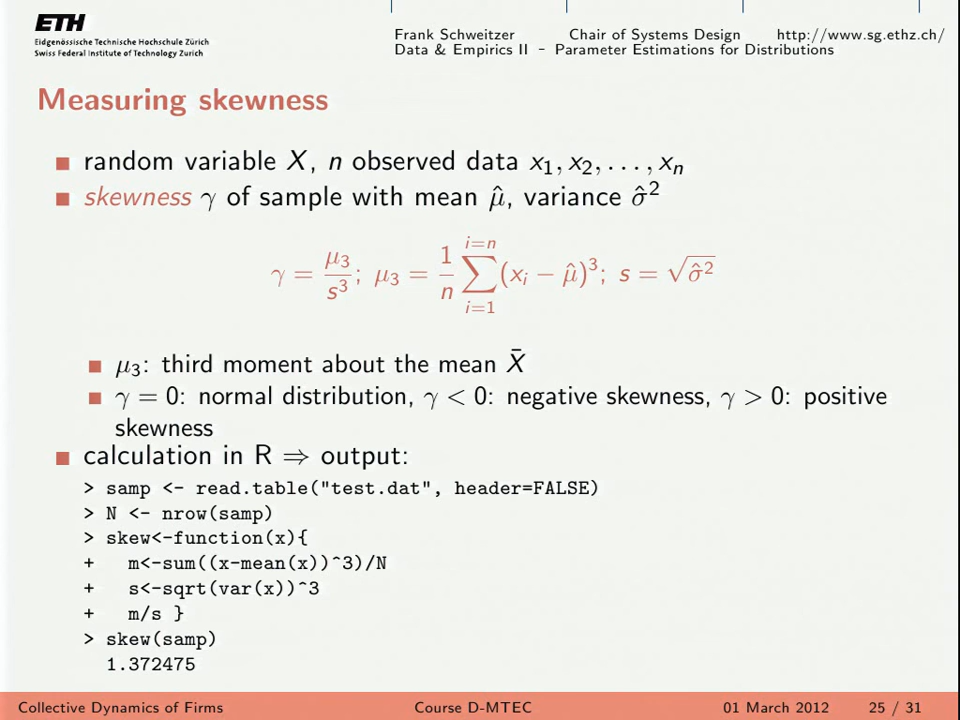 ETH
Eidgenössische Technische Hochschule Zürich
Swiss Federal Institute of Technology Zurich
Frank Schweitzer Chair of Systems Design http://www.sg.ethz.ch/
Data & Empirics II - Parameter Estimations for Distributions
Measuring skewness
random variable X, n observed data x₁, x₂, . . . , xₙ
skewness γ of sample with mean μ̂, variance σ̂²
γ = μ₃/s³; μ₃ = 1/n ∑_{i=1}^{i=n} (xᵢ − μ̂)³; s = √σ̂²
μ₃: third moment about the mean X̄
γ = 0: normal distribution, γ < 0: negative skewness, γ > 0: positive
skewness
calculation in R ⇒ output:
> samp <- read.table("test.dat", header=FALSE)
> N <- nrow(samp)
> skew<-function(x){
+ m<-sum((x-mean(x))^3)/N
+ s<-sqrt(var(x))^3
+ m/s }
> skew(samp)
1.372475
Collective Dynamics of Firms Course D-MTEC 01 March 2012 25 / 31